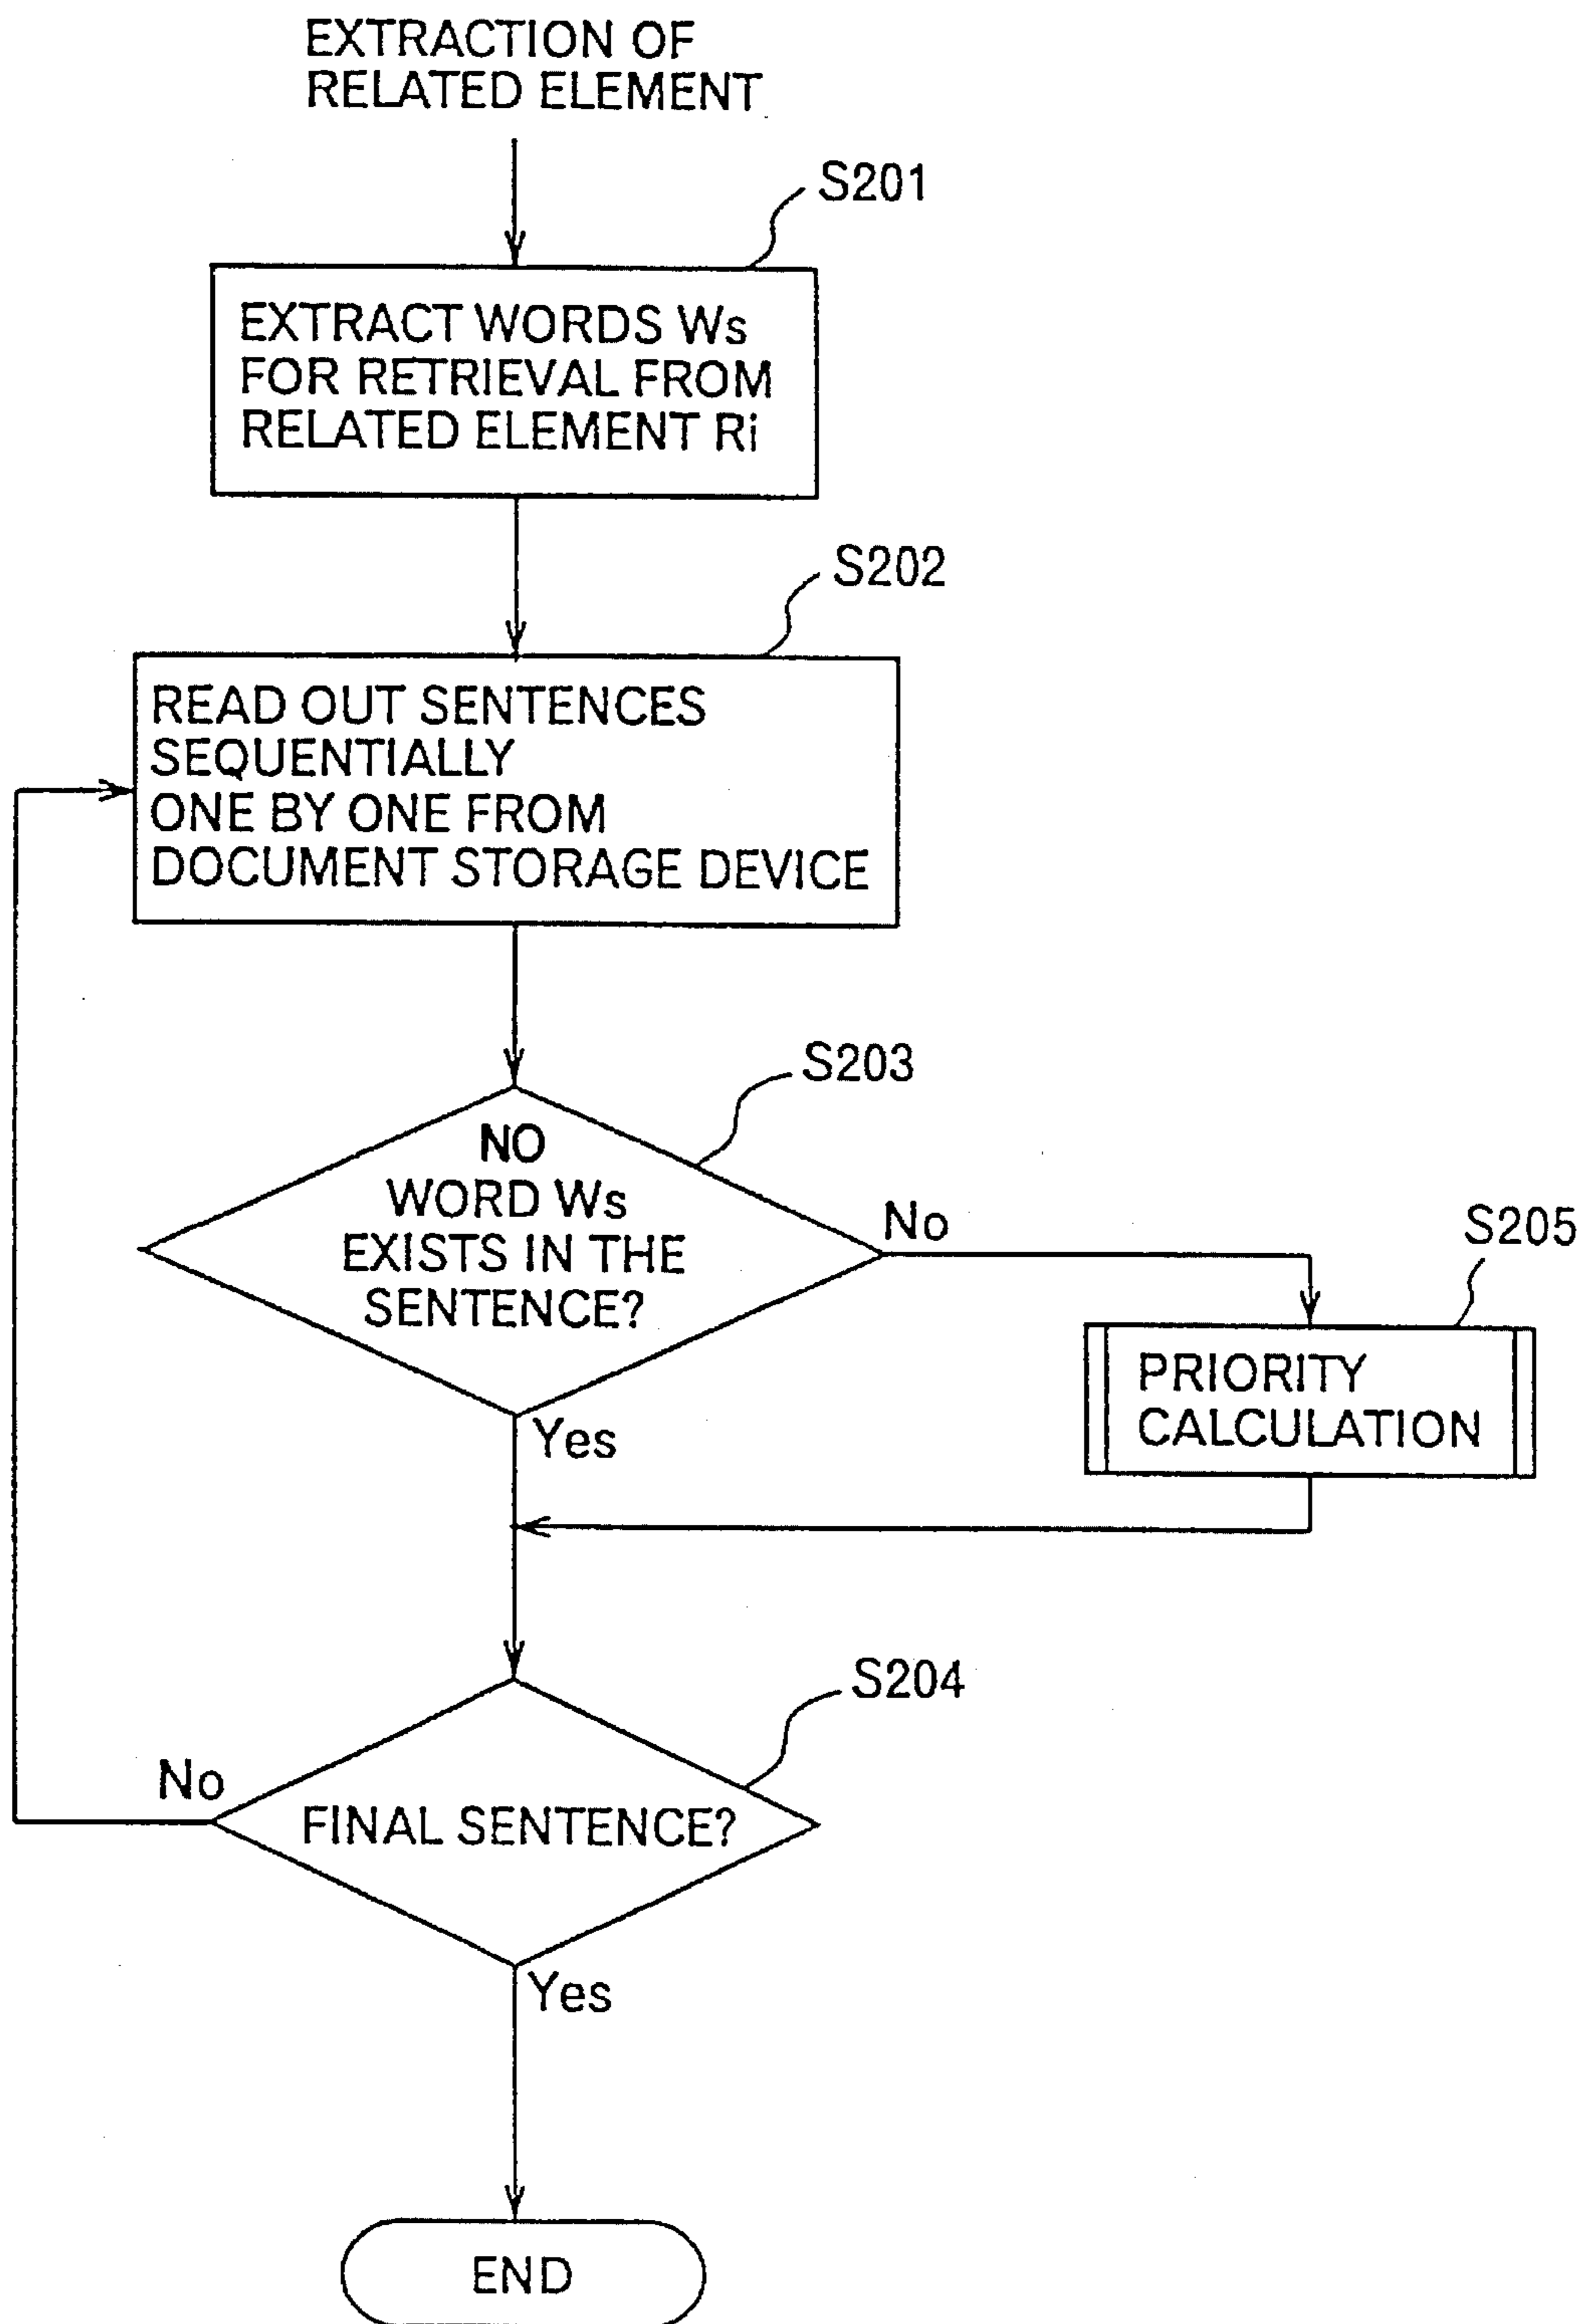 EXTRACTION OF
RELATED ELEMENT
S201
EXTRACT WORDS Ws
FOR RETRIEVAL FROM
RELATED ELEMENT Ri
S202
READ OUT SENTENCES
SEQUENTIALLY
ONE BY ONE FROM
DOCUMENT STORAGE DEVICE
S203
NO
WORD Ws
EXISTS IN THE
SENTENCE?
No
S205
PRIORITY
CALCULATION
Yes
S204
No
FINAL SENTENCE?
Yes
END